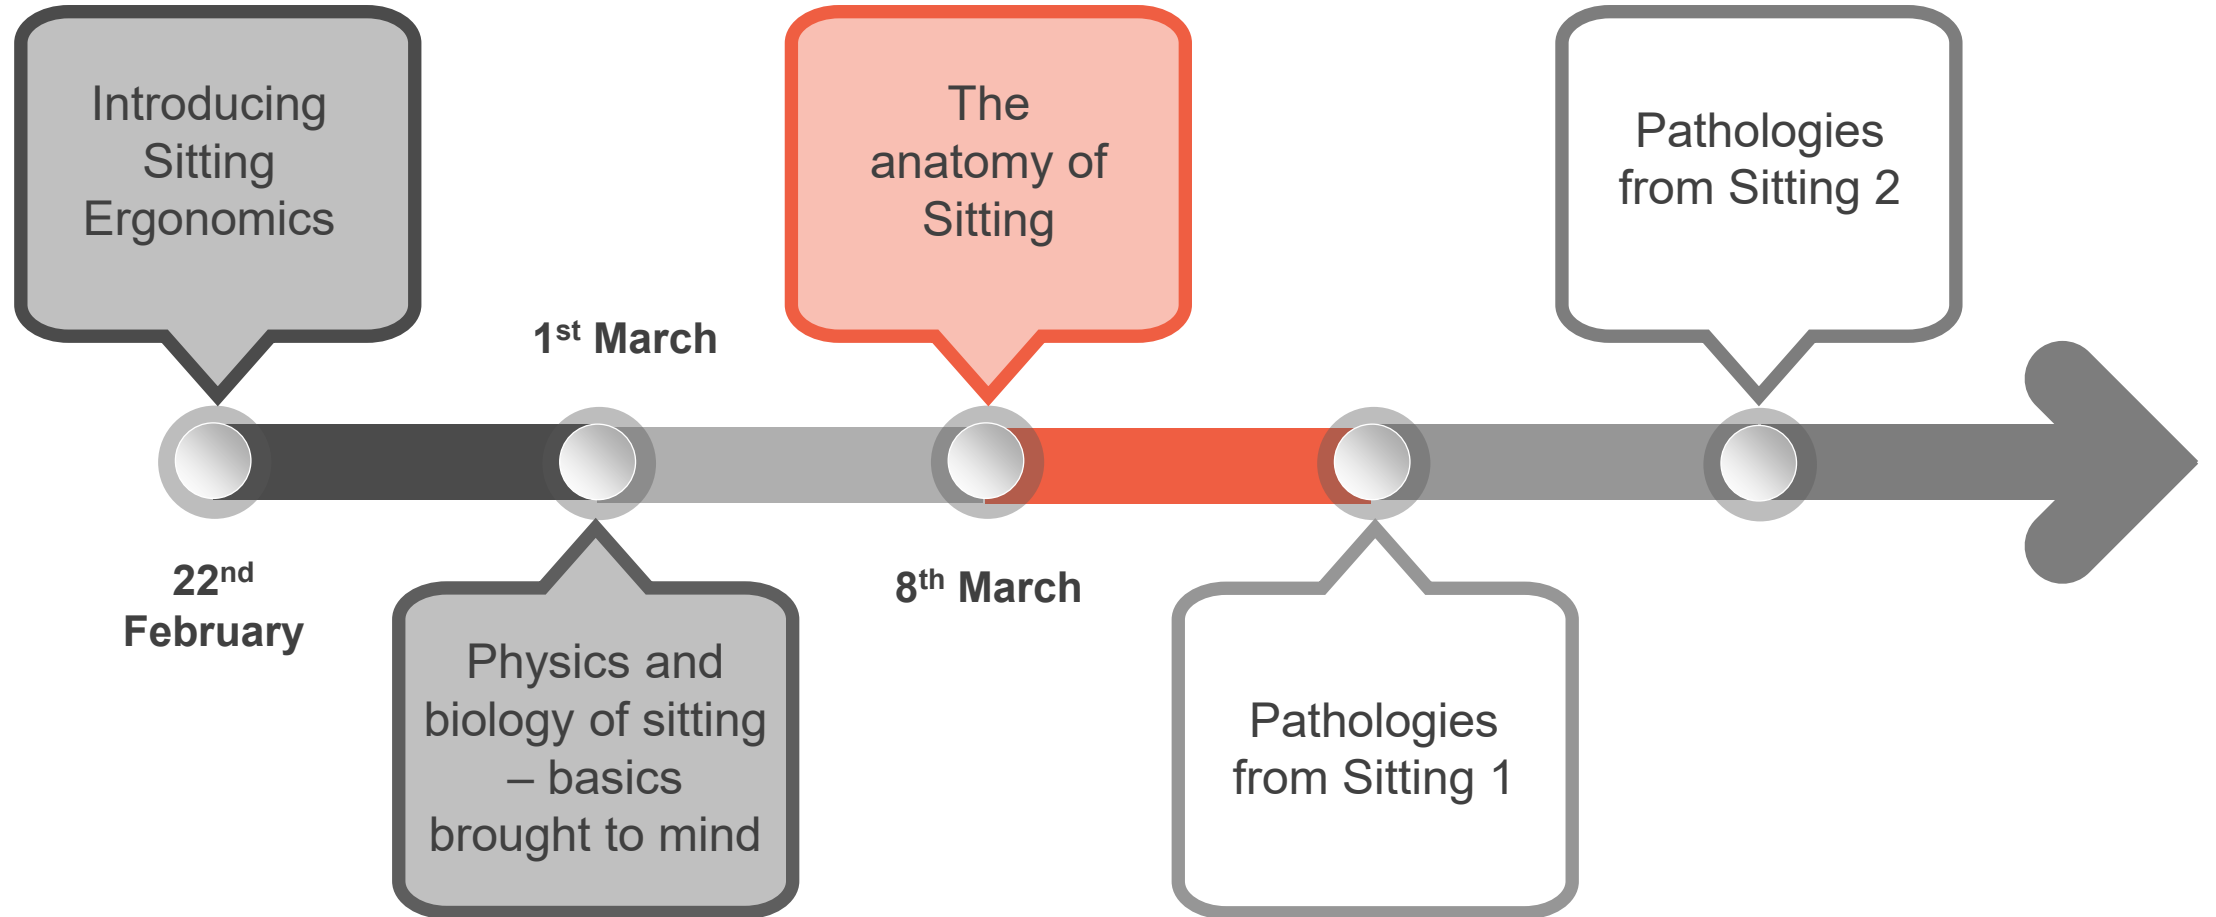 Introducing
Sitting
Ergonomics
22nd
February
1st March
Physics and
biology of sitting
– basics
brought to mind
The
anatomy of
Sitting
8th March
Pathologies
from Sitting 1
Pathologies
from Sitting 2